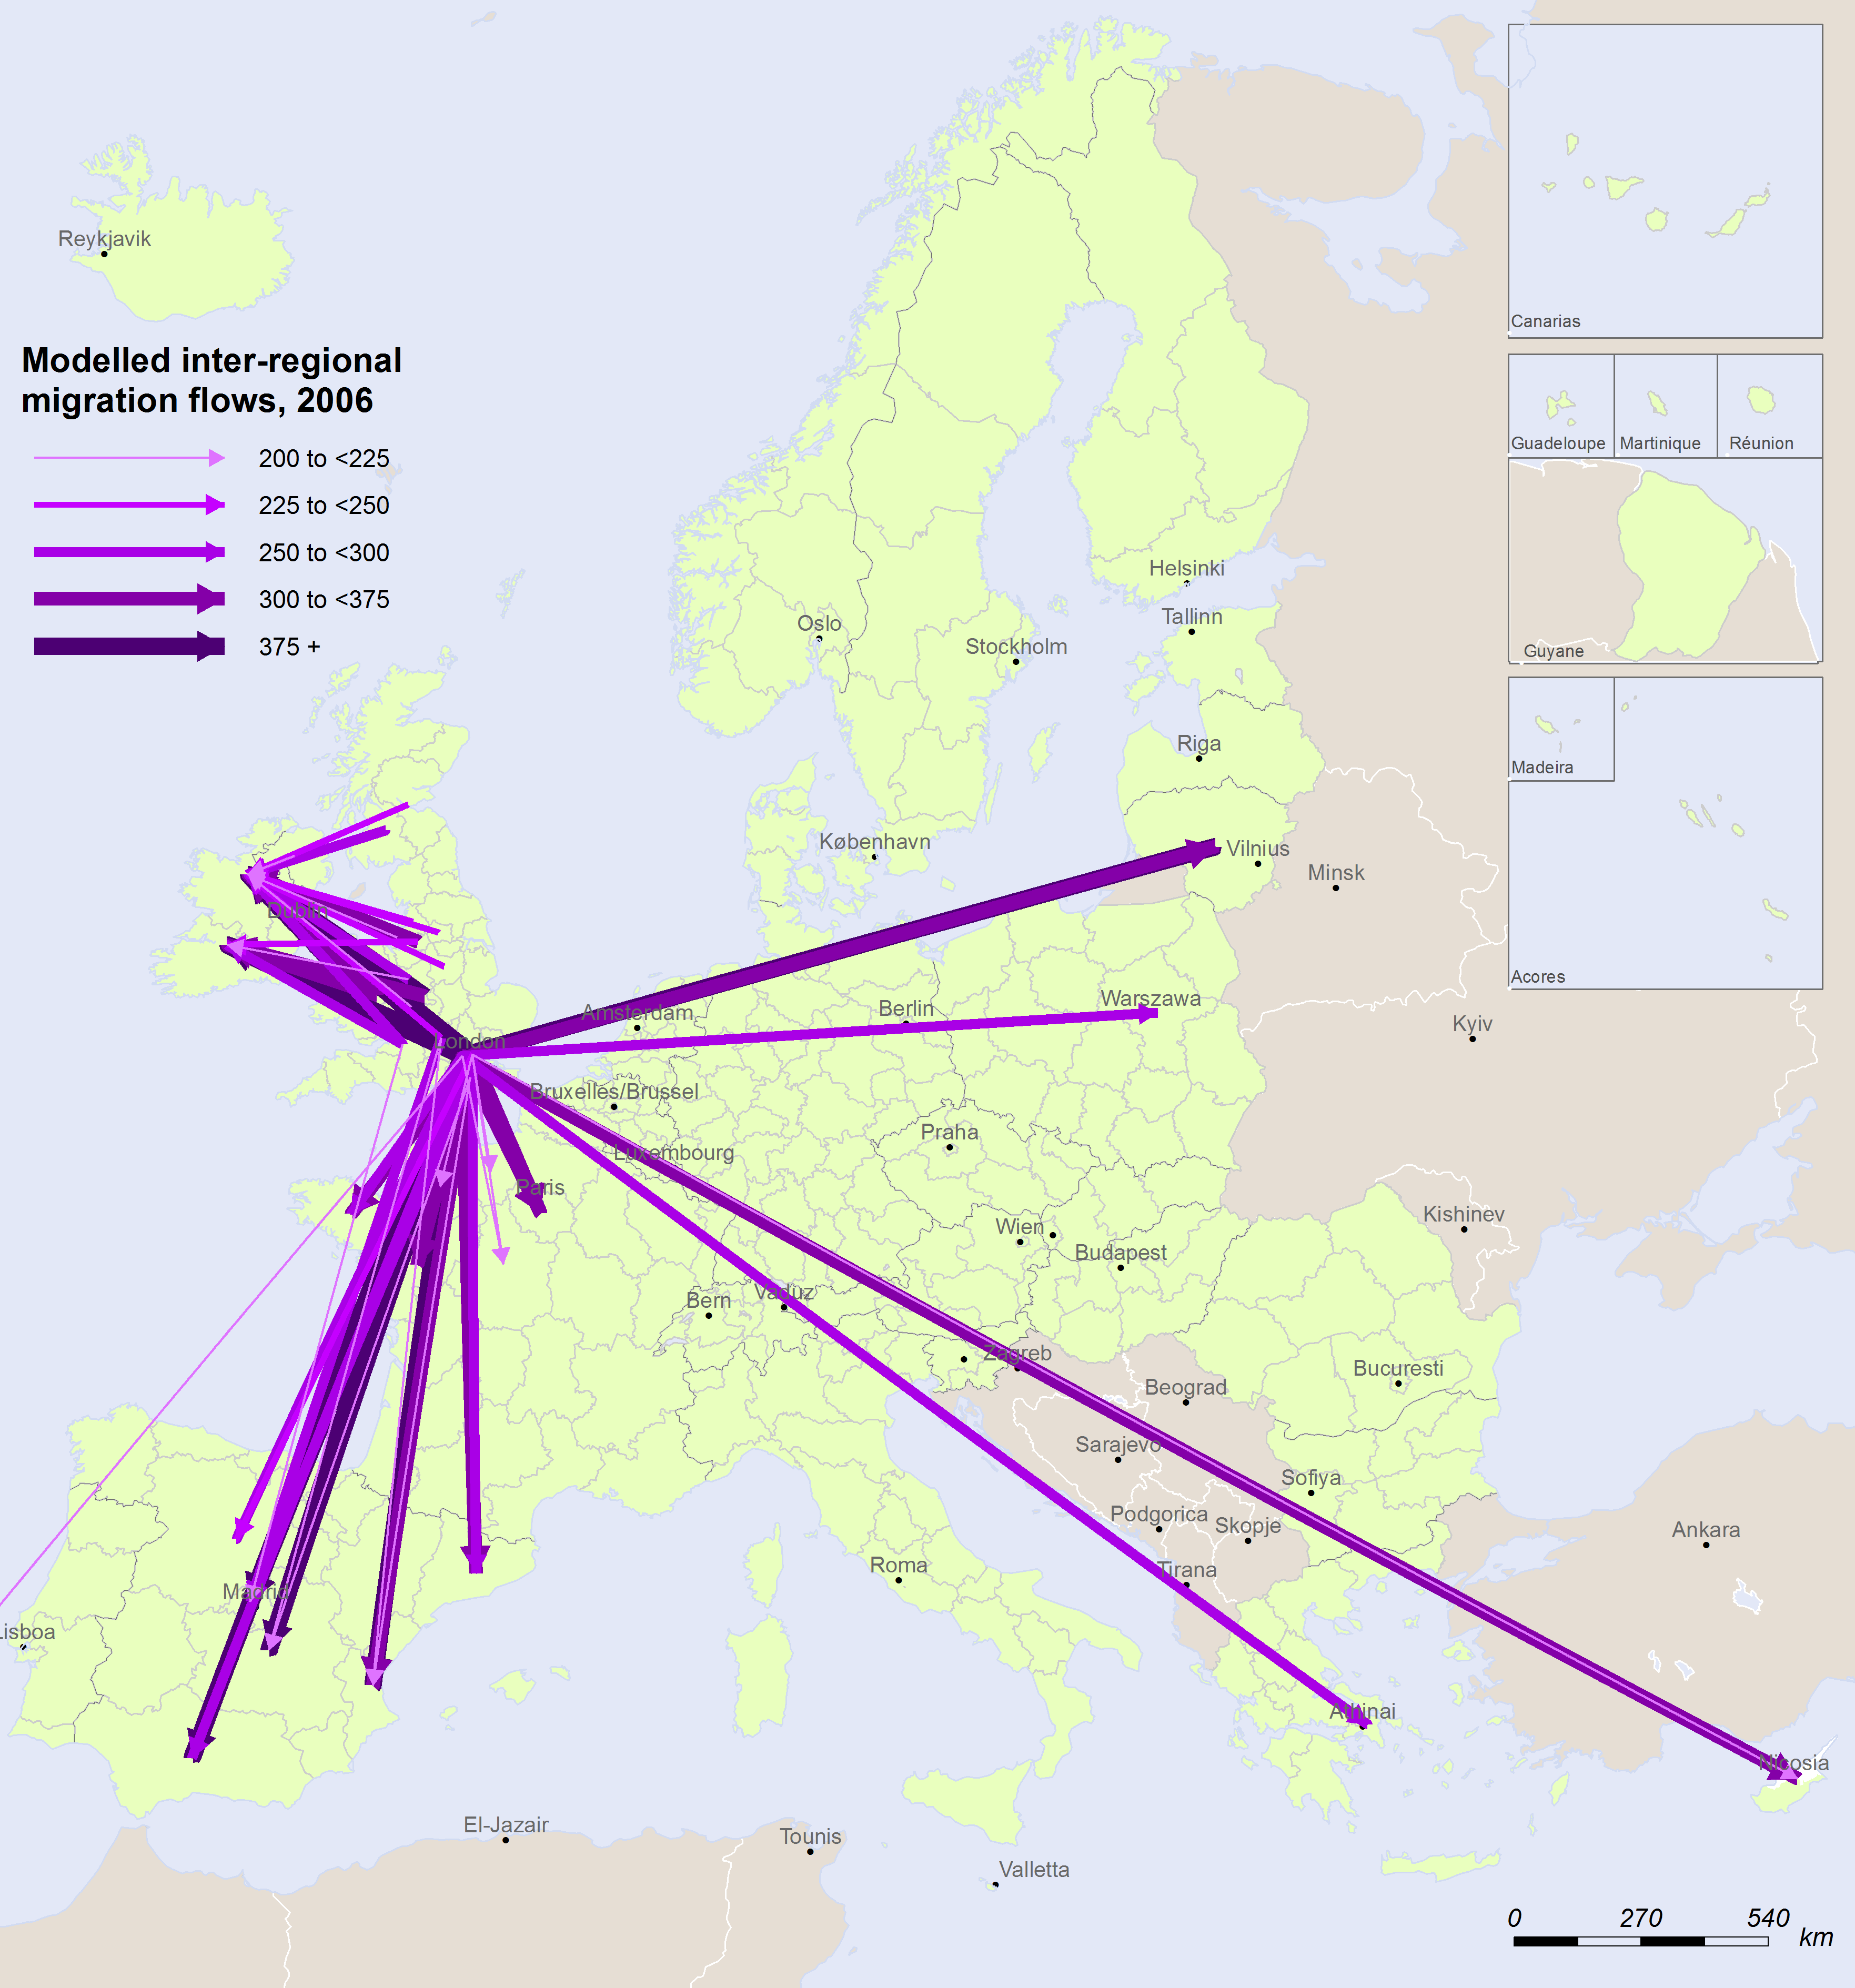 Reykjavik
Modelled inter-regional
migration flows, 2006
200 to <225
225 to <250
250 to <300
300 to <375
375 +
Canarias
Guadeloupe
Martinique
Réunion
Guyane
Madeira
Acores
Helsinki
Tallinn
Oslo
Stockholm
Riga
København
Vilnius
Minsk
Dublin
Warszawa
Berlin
Amsterdam
Kyiv
London
Bruxelles/Brussel
Praha
Luxembourg
Paris
Kishinev
Wien
Budapest
Vaduz
Bern
Zagreb
Bucuresti
Beograd
Sarajevo
Sofiya
Podgorica
Skopje
Ankara
Roma
Tirana
Madrid
Lisboa
Athinai
Nicosia
El-Jazair
Tounis
Valletta
0 270 540
km